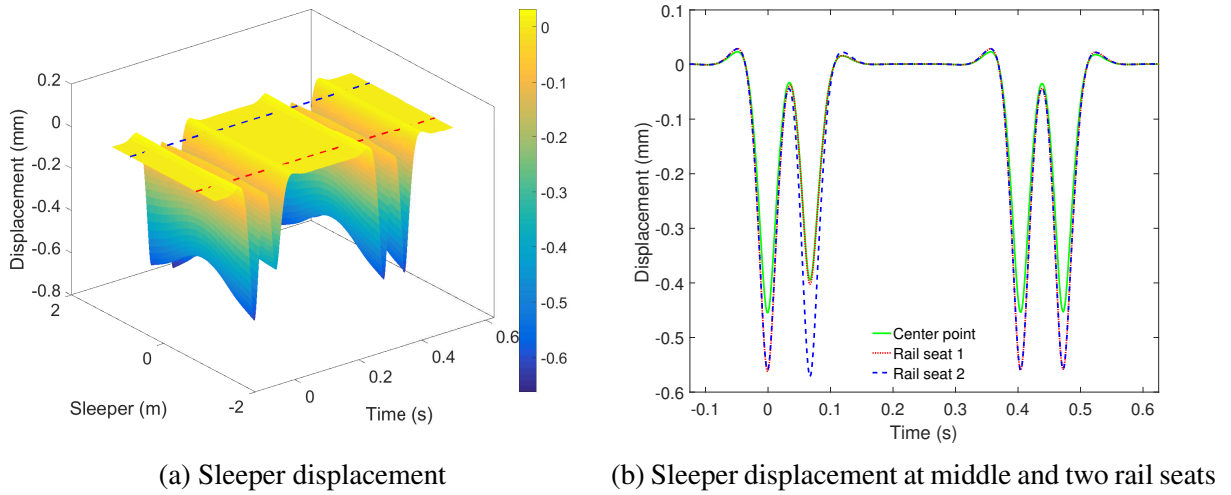 0.2
0
-0.2
-0.4
-0.6
-0.8
Displacement (mm)
2
0
-2
Sleeper (m)
0
0.2
0.4
0.6
Time (s)
0
-0.1
-0.2
-0.3
-0.4
-0.5
-0.6
(a) Sleeper displacement
0.1
0
-0.1
-0.2
-0.3
-0.4
-0.5
-0.6
Displacement (mm)
Center point
Rail seat 1
Rail seat 2
-0.1 0 0.1 0.2 0.3 0.4 0.5 0.6
Time (s)
(b) Sleeper displacement at middle and two rail seats